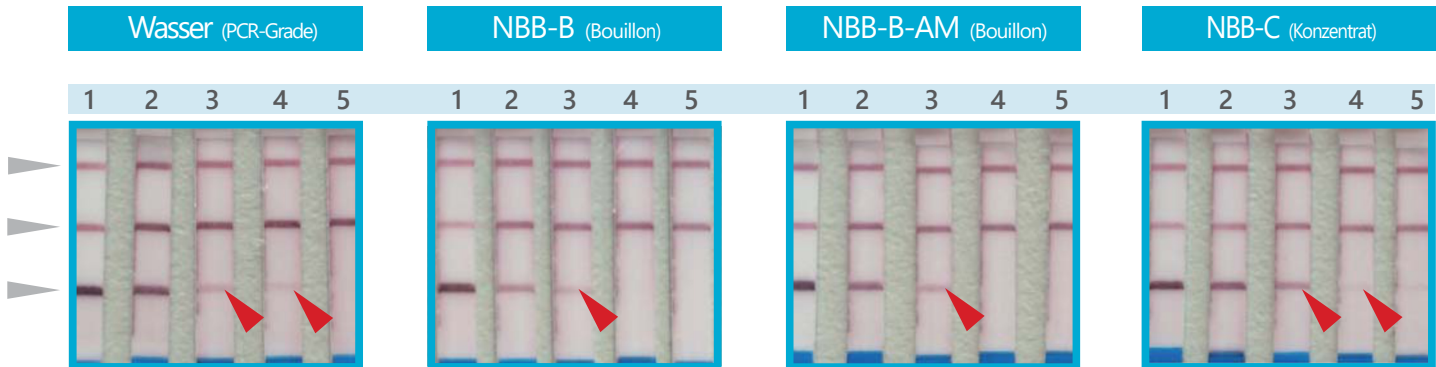 Wasser (PCR-Grade) NBB-B (Bouillon) NBB-B-AM (Bouillon) NBB-C (Konzentrat)
1 2 3 4 5 1 2 3 4 5 1 2 3 4 5 1 2 3 4 5